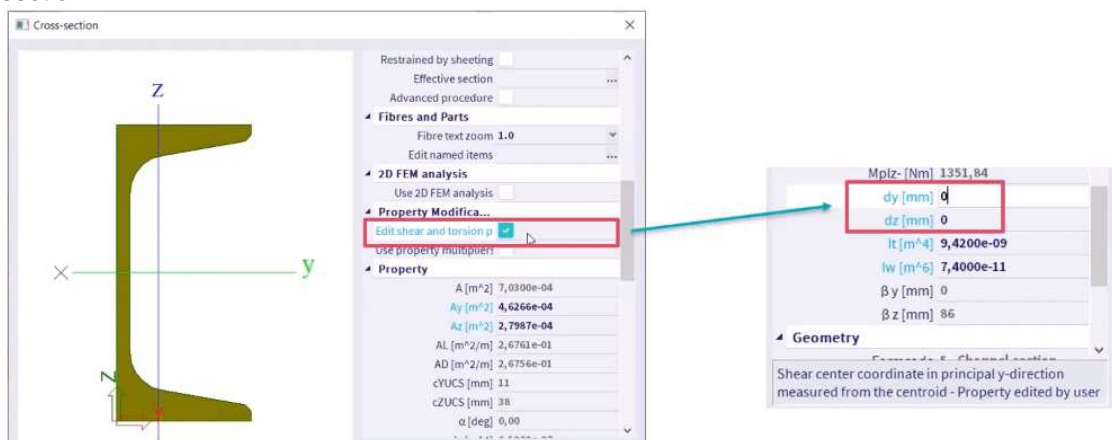 Cross-section
Restrained by sheeting
Effective section ...
Advanced procedure
Fibres and Parts
Fibre text zoom 1.0
Edit named items ...
2D FEM analysis
Use 2D FEM analysis
Property Modifica...
Edit shear and torsion p
Use property multipliers
Property
A [m^2] 7,0300e-04
Ay [m^2] 4,6266e-04
Az [m^2] 2,7987e-04
AL [m^2/m] 2,6761e-01
AD [m^2/m] 2,6756e-01
cYUCS [mm] 11
cZUCS [mm] 38
α [deg] 0,00
z
y
Z
Mplz- [Nm] 1351,84
dy [mm] 0
dz [mm] 0
It [m^4] 9,4200e-09
Iw [m^6] 7,4000e-11
β y [mm] 0
β z [mm] 86
Geometry
Shear center coordinate in principal y-direction
measured from the centroid - Property edited by user